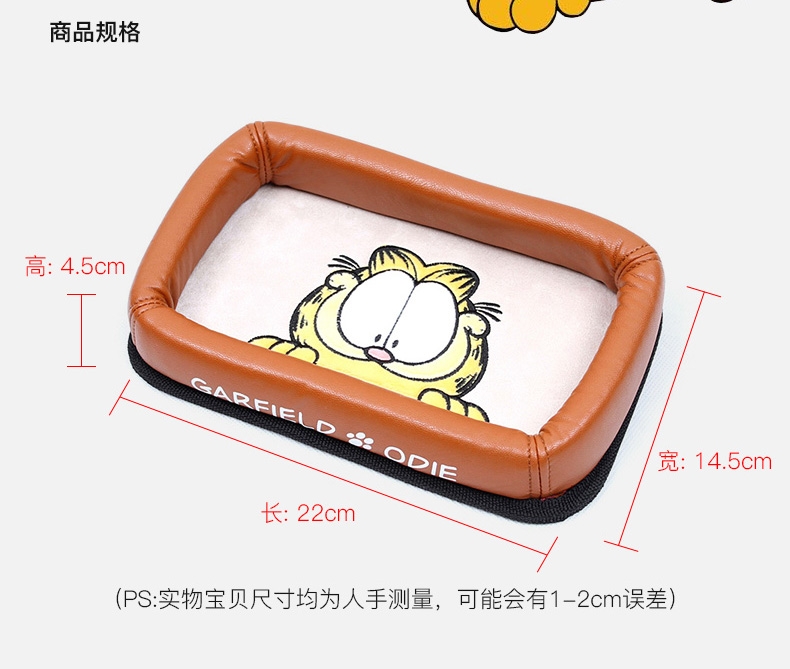 商品规格
高: 4.5cm
GARFIELD ODIE
宽: 14.5cm
长: 22cm
(PS:实物宝贝尺寸均为人手测量，可能会有1-2cm误差)